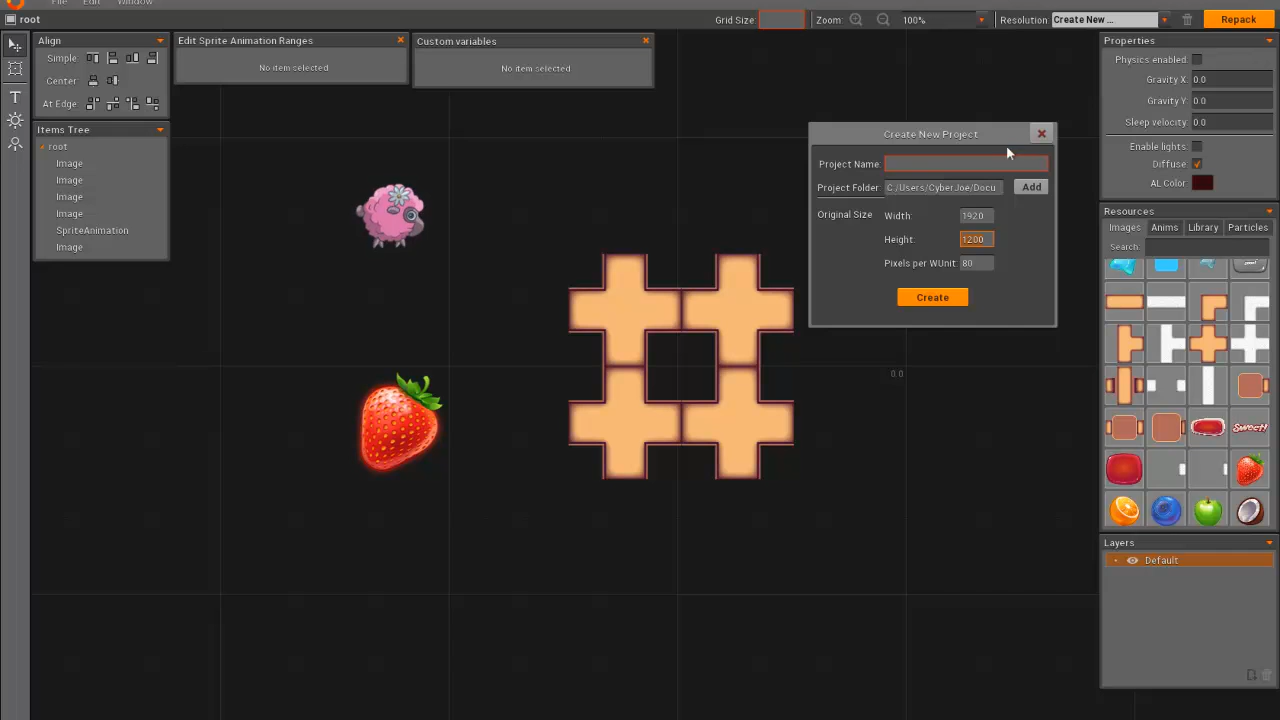 File Edit Window
root Grid Size: Zoom: 100% Resolution Create New ... Repack
Align
Simple:
Center:
At Edge:
Items Tree
root
Image
Image
Image
Image
SpriteAnimation
Image
Edit Sprite Animation Ranges
No item selected
Custom variables
No item selected
Create New Project
Project Name:
Project Folder: C:/Users/CyberJoe/Docu Add
Original Size Width: 1920
Height: 1200
Pixels per WUnit: 80
Create
0.0
Properties
Physics enabled:
Gravity X: 0.0
Gravity Y: 0.0
Sleep velocity: 0.0
Enable lights:
Diffuse:
AL Color:
Resources
Images Anims Library Particles
Search:
Sweet!
Layers
Default